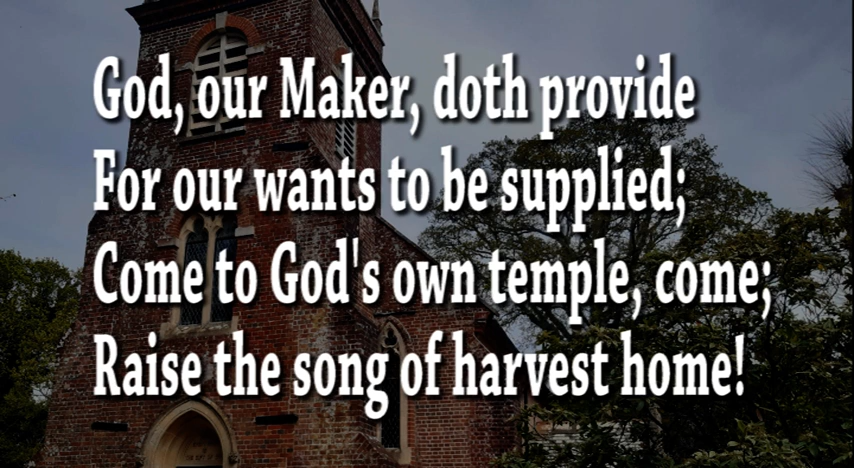 God, our Maker, doth provide
For our wants to be supplied;
Come to God's own temple, come;
Raise the song of harvest home!